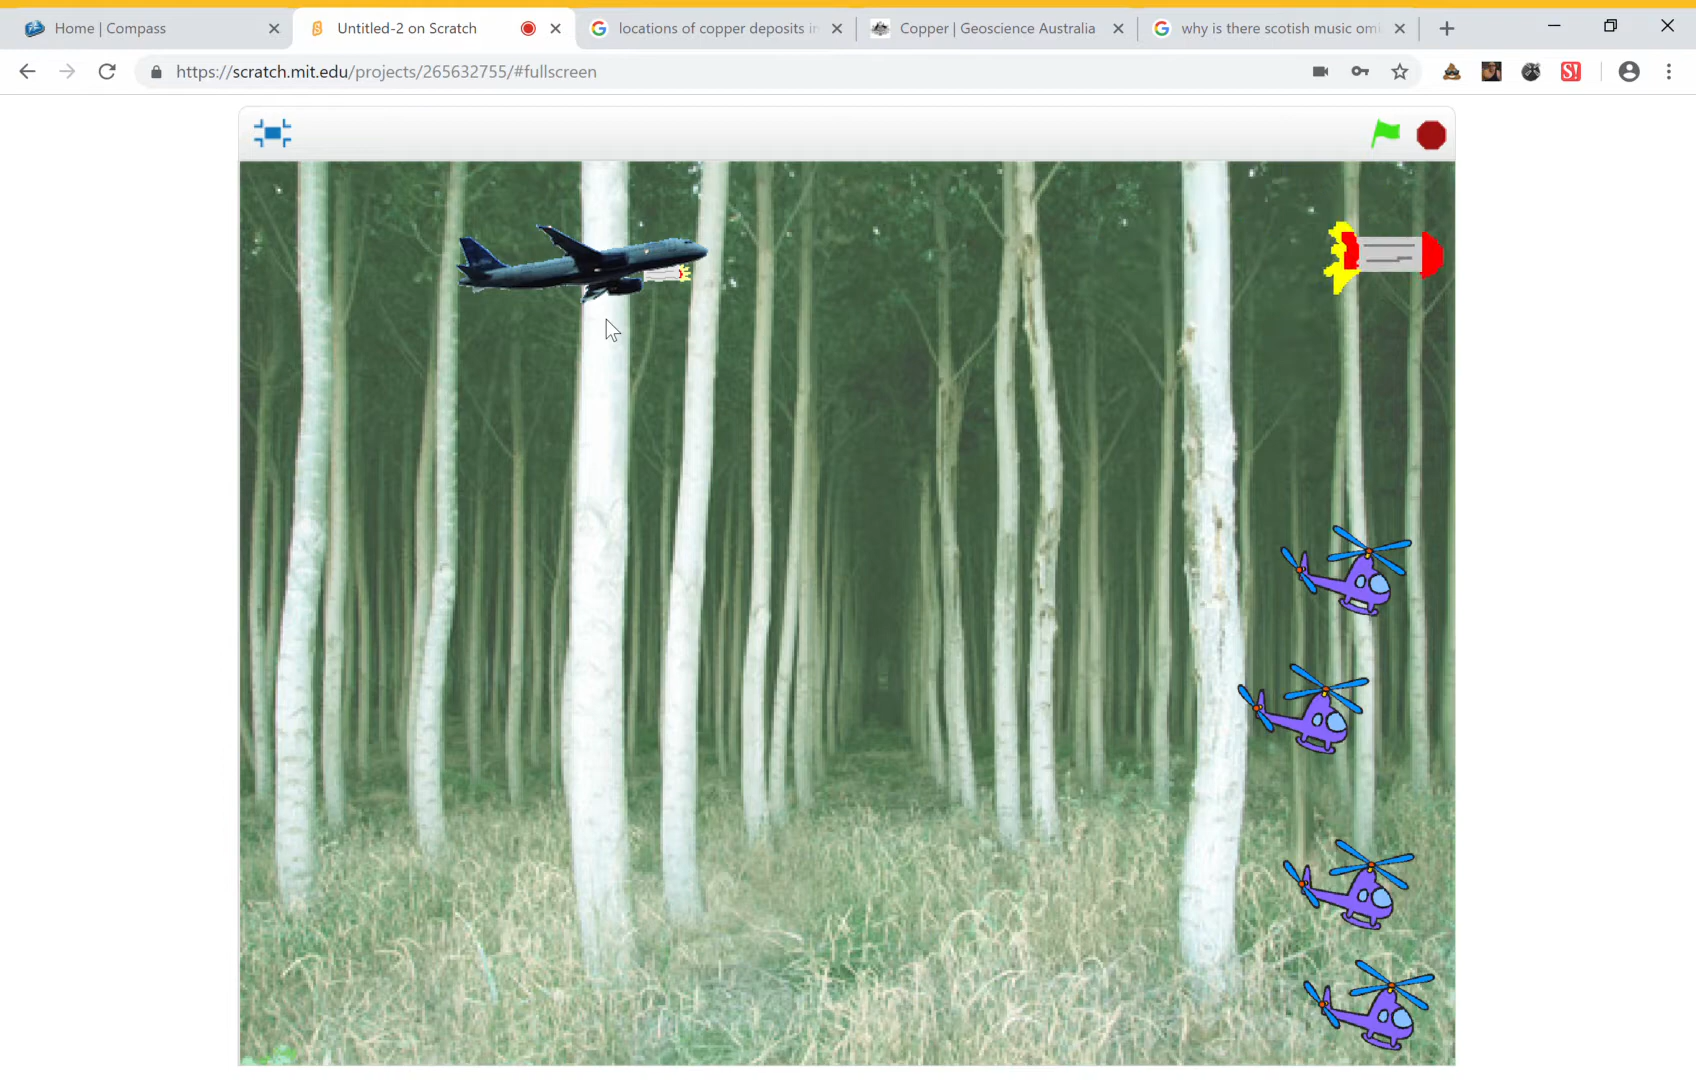 Home | Compass
Untitled-2 on Scratch
locations of copper deposits in
Copper | Geoscience Australia
why is there scotish music omi
https://scratch.mit.edu/projects/265632755/#fullscreen
S!